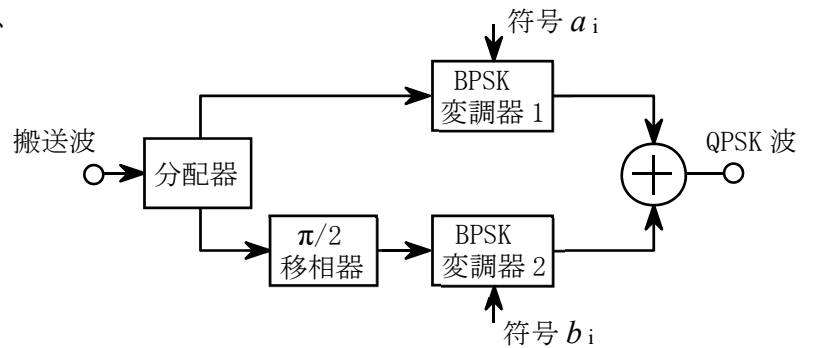 、
符号 a i
BPSK
変調器 1
搬送波
分配器
QPSK 波
π/2
移相器
BPSK
変調器 2
符号 b i